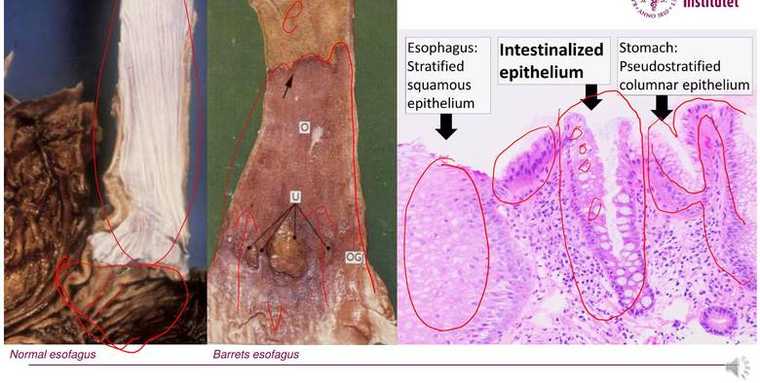 institutet
Esophagus:
Stratified
squamous
epithelium
Intestinalized
epithelium
Stomach:
Pseudostratified
columnar epithelium
O
U
OG
Normal esofagus
Barrets esofagus